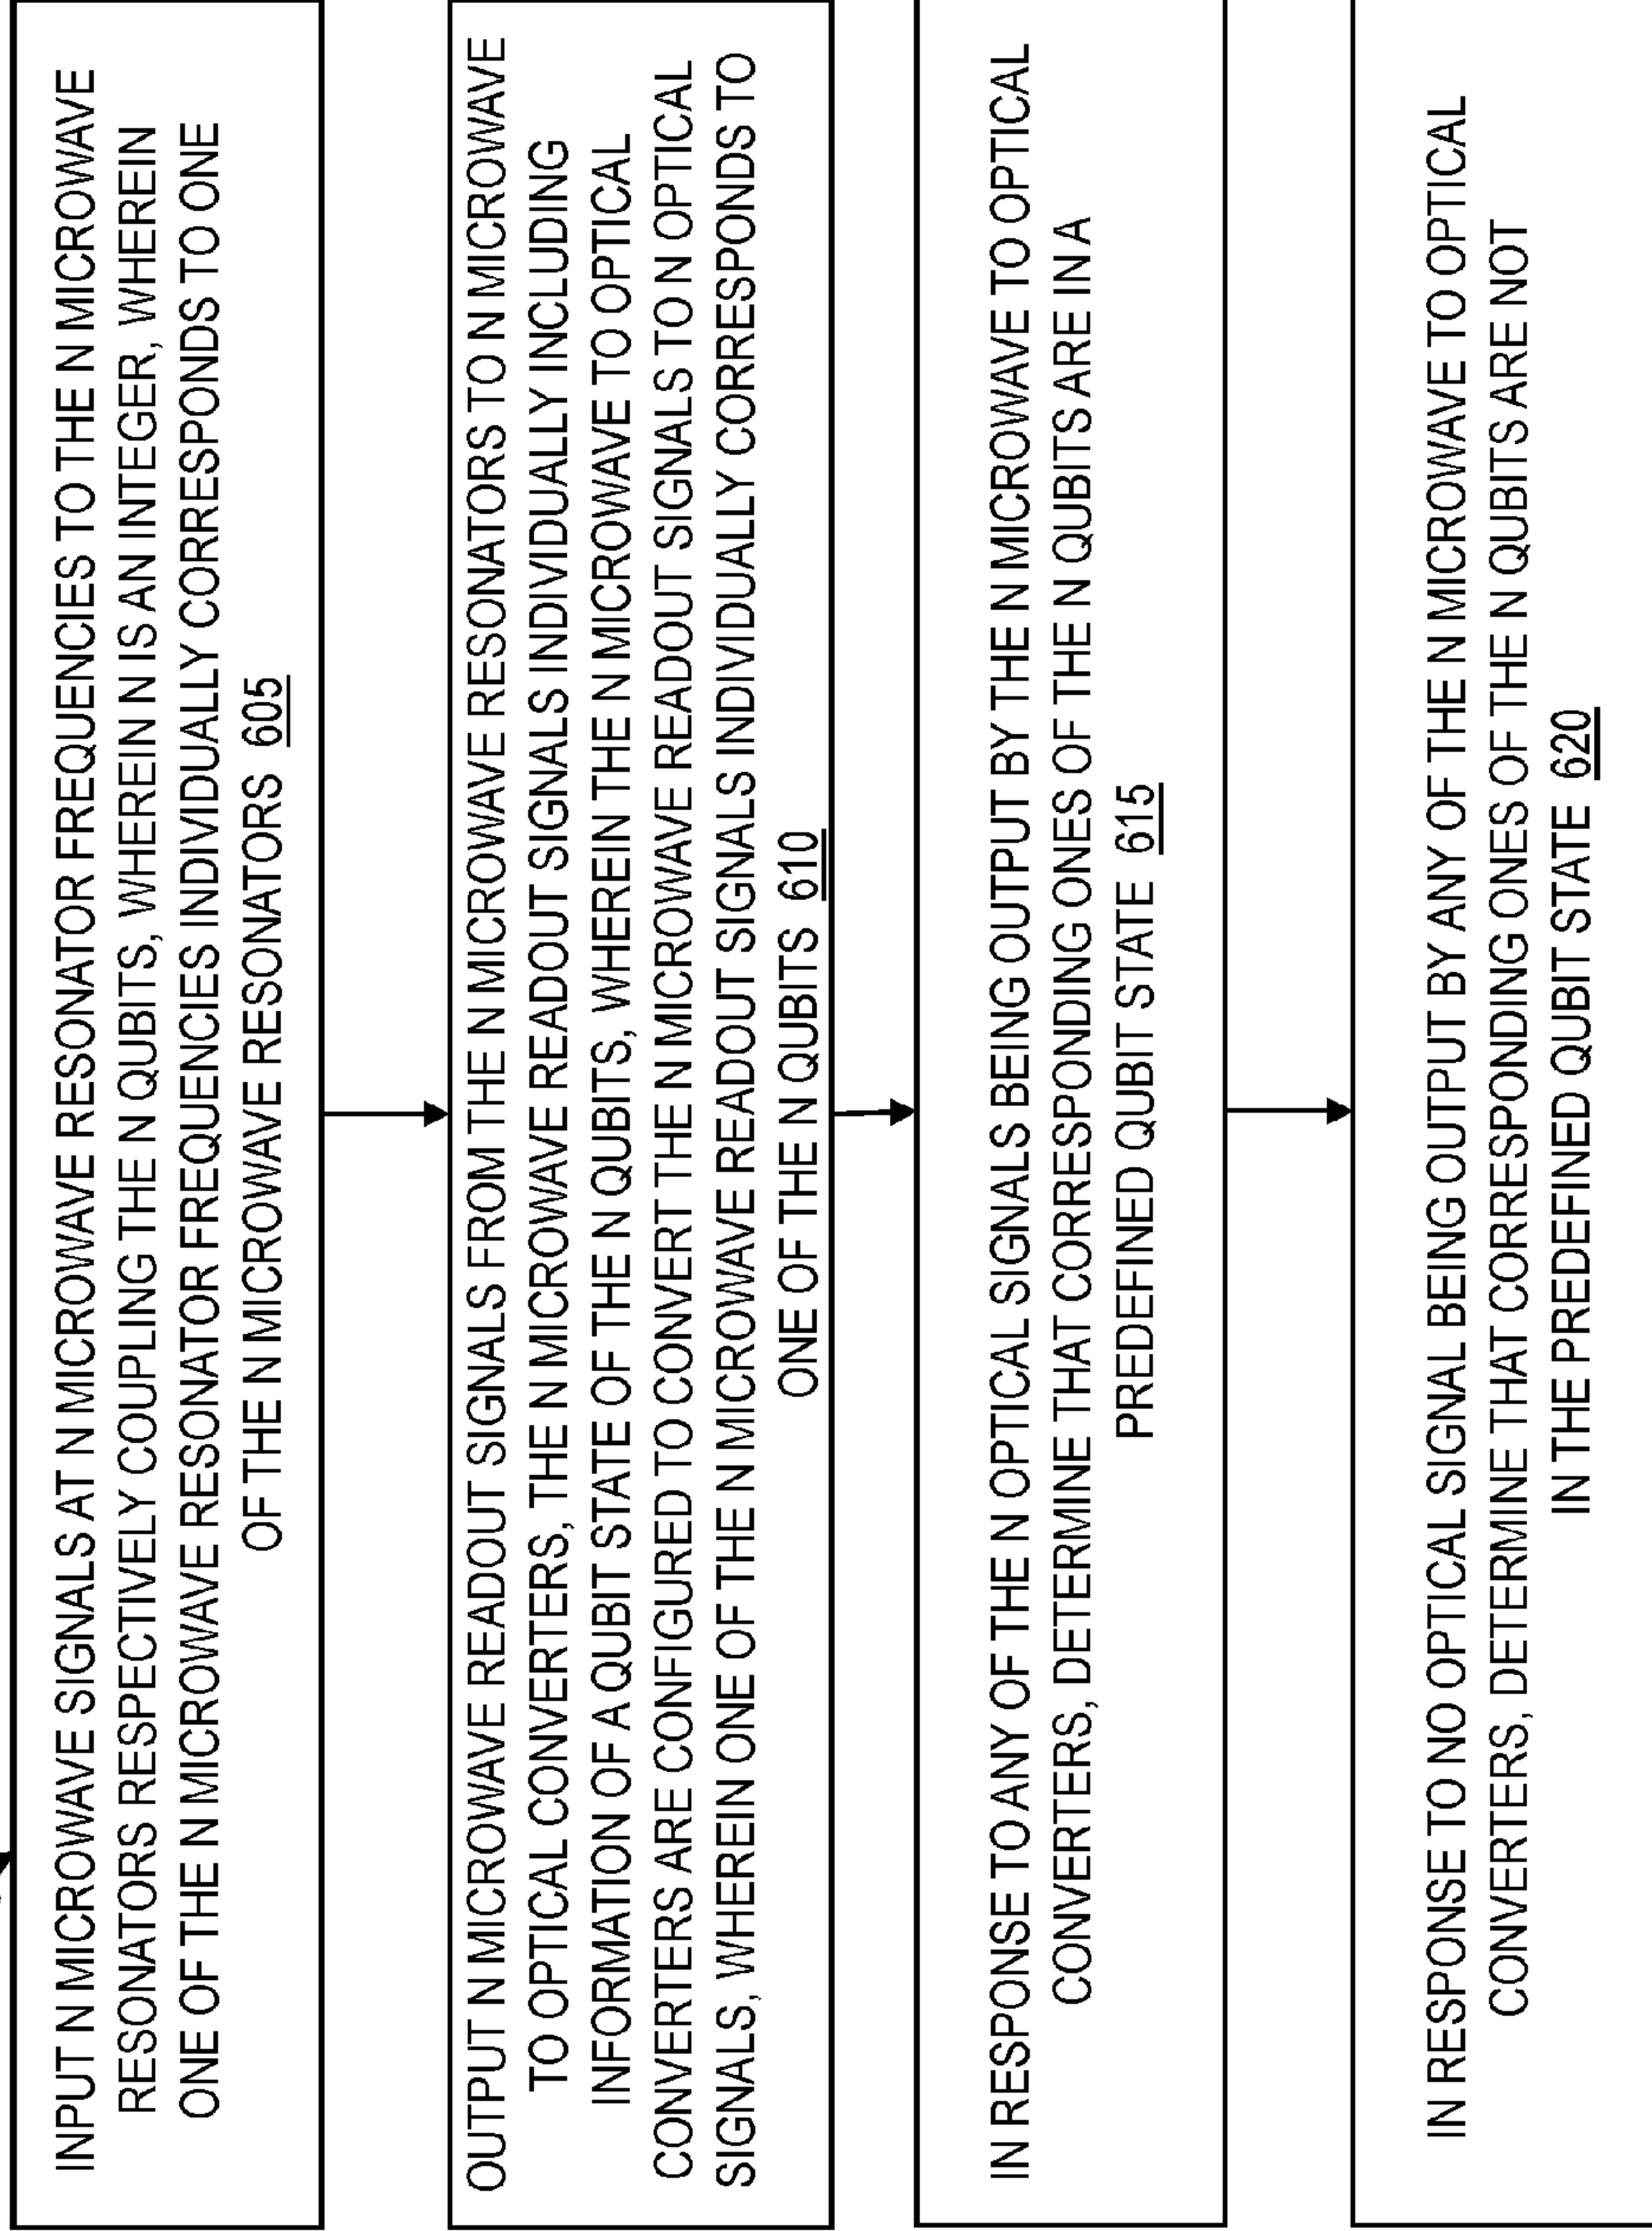 INPUT N MICROWAVE SIGNALS AT N MICROWAVE RESONATOR FREQUENCIES TO THE N MICROWAVE
RESONATORS RESPECTIVELY COUPLING THE N QUBITS, WHEREIN N IS AN INTEGER, WHEREIN
ONE OF THE N MICROWAVE RESONATOR FREQUENCIES INDIVIDUALLY CORRESPONDS TO ONE
OF THE N MICROWAVE RESONATORS 605
OUTPUT N MICROWAVE READOUT SIGNALS FROM THE N MICROWAVE RESONATORS TO N MICROWAVE
TO OPTICAL CONVERTERS, THE N MICROWAVE READOUT SIGNALS INDIVIDUALLY INCLUDING
INFORMATION OF A QUBIT STATE OF THE N QUBITS, WHEREIN THE N MICROWAVE TO OPTICAL
CONVERTERS ARE CONFIGURED TO CONVERT THE N MICROWAVE READOUT SIGNALS TO N OPTICAL
SIGNALS, WHEREIN ONE OF THE N MICROWAVE READOUT SIGNALS INDIVIDUALLY CORRESPONDS TO
ONE OF THE N QUBITS 610
IN RESPONSE TO ANY OF THE N OPTICAL SIGNALS BEING OUTPUT BY THE N MICROWAVE TO OPTICAL
CONVERTERS, DETERMINE THAT CORRESPONDING ONES OF THE N QUBITS ARE IN A
PREDEFINED QUBIT STATE 615
IN RESPONSE TO NO OPTICAL SIGNAL BEING OUTPUT BY ANY OF THE N MICROWAVE TO OPTICAL
CONVERTERS, DETERMINE THAT CORRESPONDING ONES OF THE N QUBITS ARE NOT
IN THE PREDEFINED QUBIT STATE 620